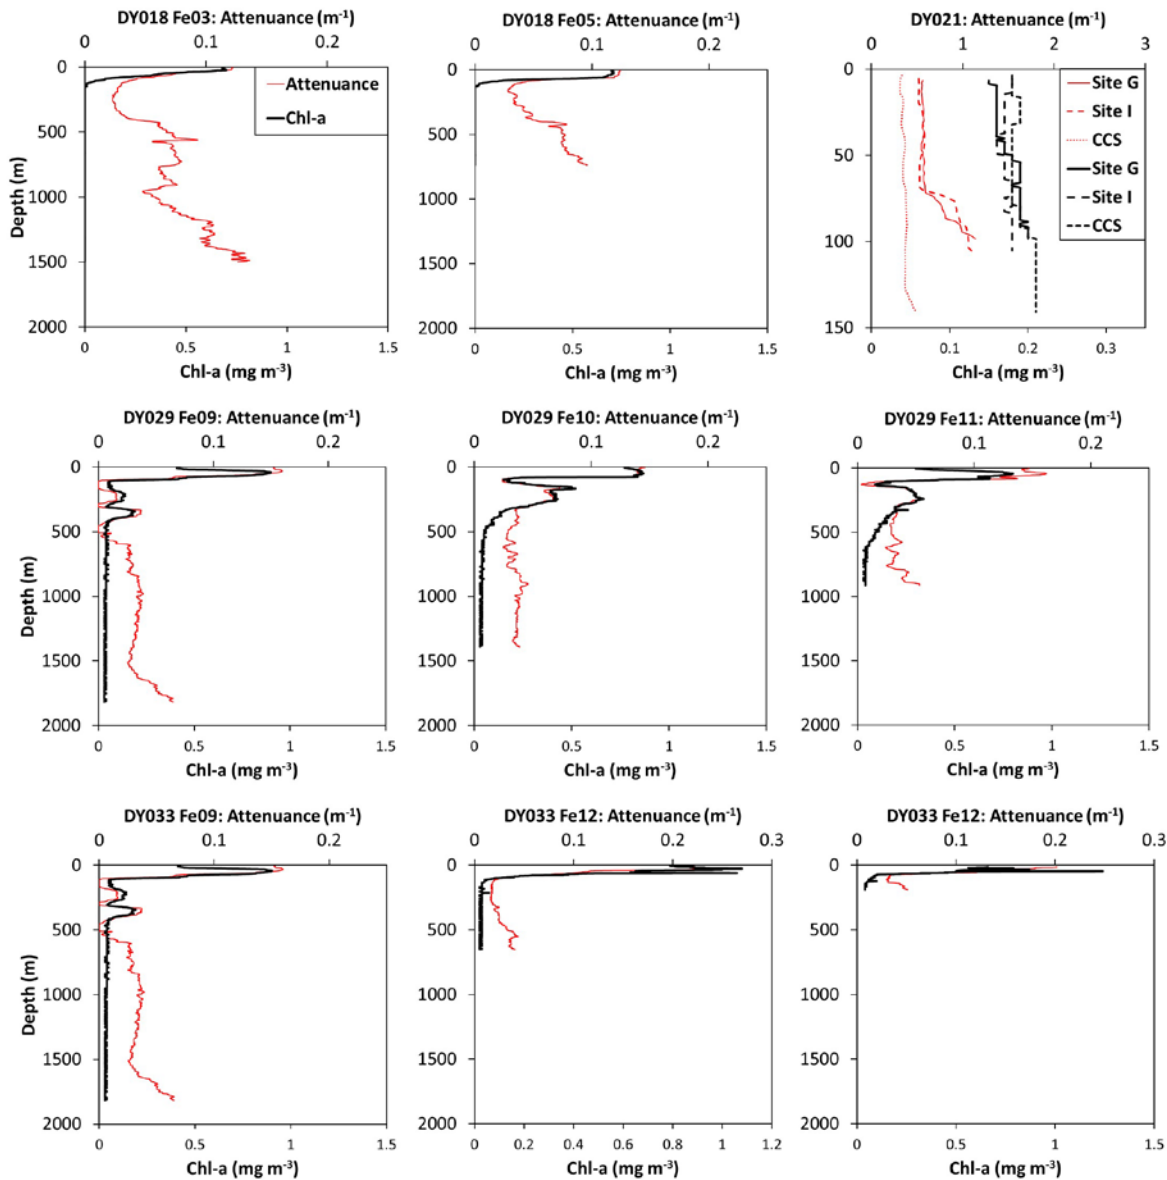 DY018 Fe03: Attenuance (m-1)
0 0.1 0.2
0
500
1000
1500
2000
Depth (m)
Attenuance
Chl-a
0 0.5 1 1.5
Chl-a (mg m-3)
DY018 Fe05: Attenuance (m-1)
0 0.1 0.2
0
500
1000
1500
2000
0 0.5 1 1.5
Chl-a (mg m-3)
DY021: Attenuance (m-1)
0 0.5 1 1.5 2 2.5 3
0
50
100
150
Site G
Site I
CCS
Site G
Site I
CCS
0 0.1 0.2 0.3
Chl-a (mg m-3)
DY029 Fe09: Attenuance (m-1)
0 0.1 0.2
0
500
1000
1500
2000
Depth (m)
0 0.5 1 1.5
Chl-a (mg m-3)
DY029 Fe10: Attenuance (m-1)
0 0.1 0.2
0
500
1000
1500
2000
0 0.5 1 1.5
Chl-a (mg m-3)
DY029 Fe11: Attenuance (m-1)
0 0.1 0.2
0
500
1000
1500
2000
0 0.5 1 1.5
Chl-a (mg m-3)
DY033 Fe09: Attenuance (m-1)
0 0.1 0.2
0
500
1000
1500
2000
Depth (m)
0 0.5 1 1.5
Chl-a (mg m-3)
DY033 Fe12: Attenuance (m-1)
0 0.1 0.2 0.3
0
500
1000
1500
2000
0 0.2 0.4 0.6 0.8 1 1.2
Chl-a (mg m-3)
DY033 Fe12: Attenuance (m-1)
0 0.1 0.2 0.3
0
500
1000
1500
2000
0 0.5 1 1.5
Chl-a (mg m-3)